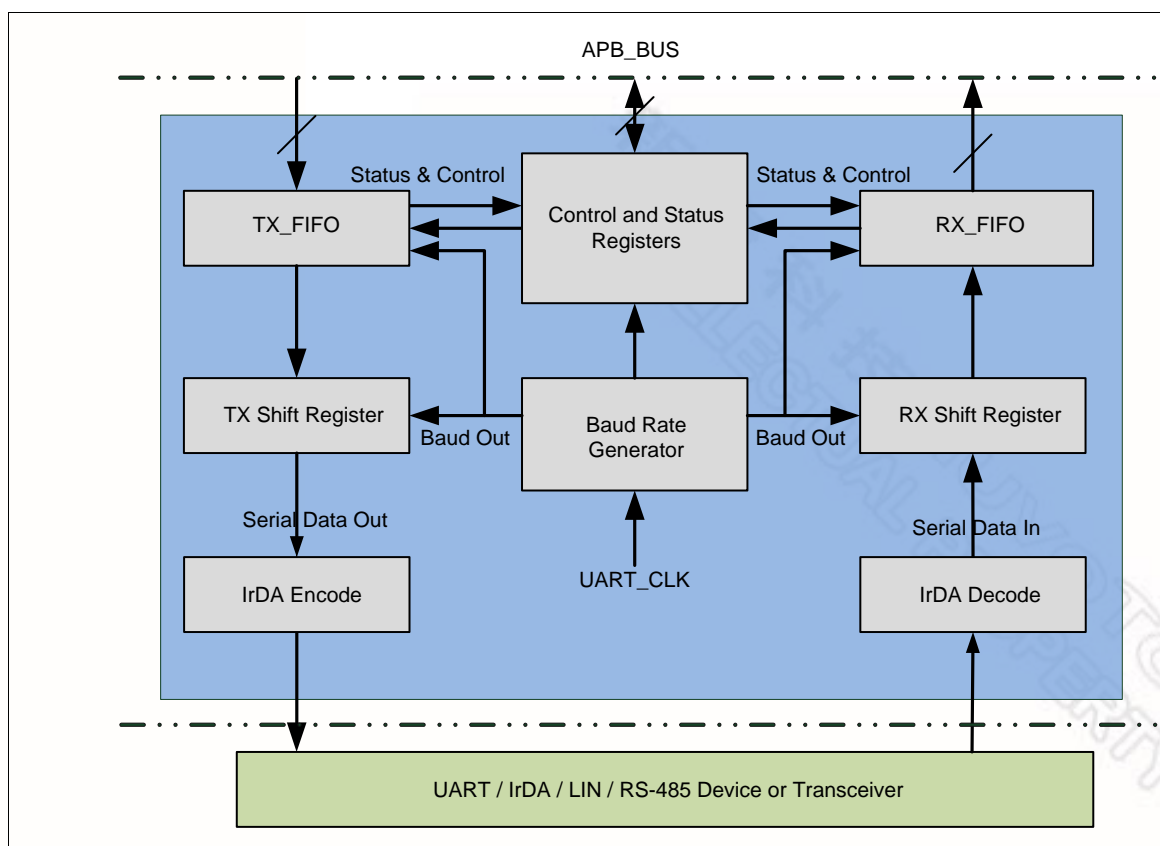 APB_BUS
Status & Control
Status & Control
TX_FIFO
Control and Status
Registers
RX_FIFO
TX Shift Register
Baud Out
Baud Rate
Generator
Baud Out
RX Shift Register
Serial Data Out
Serial Data In
IrDA Encode
UART_CLK
IrDA Decode
UART / IrDA / LIN / RS-485 Device or Transceiver